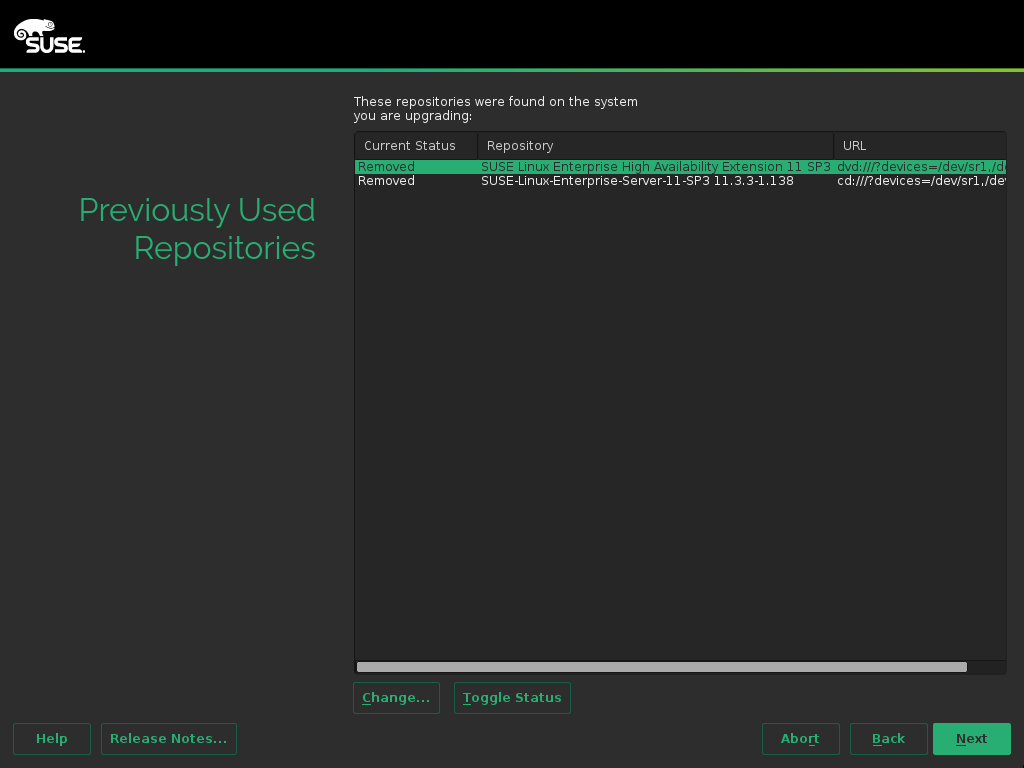 SUSE.
These repositories were found on the system
you are upgrading:
Previously Used
Repositories
Current Status Repository URL
Removed SUSE Linux Enterprise High Availability Extension 11 SP3 dvd:///?devices=/dev/sr1,/de
Removed SUSE-Linux-Enterprise-Server-11-SP3 11.3.3-1.138 cd:///?devices=/dev/sr1,/dev
Change... Toggle Status
Help Release Notes... Abort Back Next